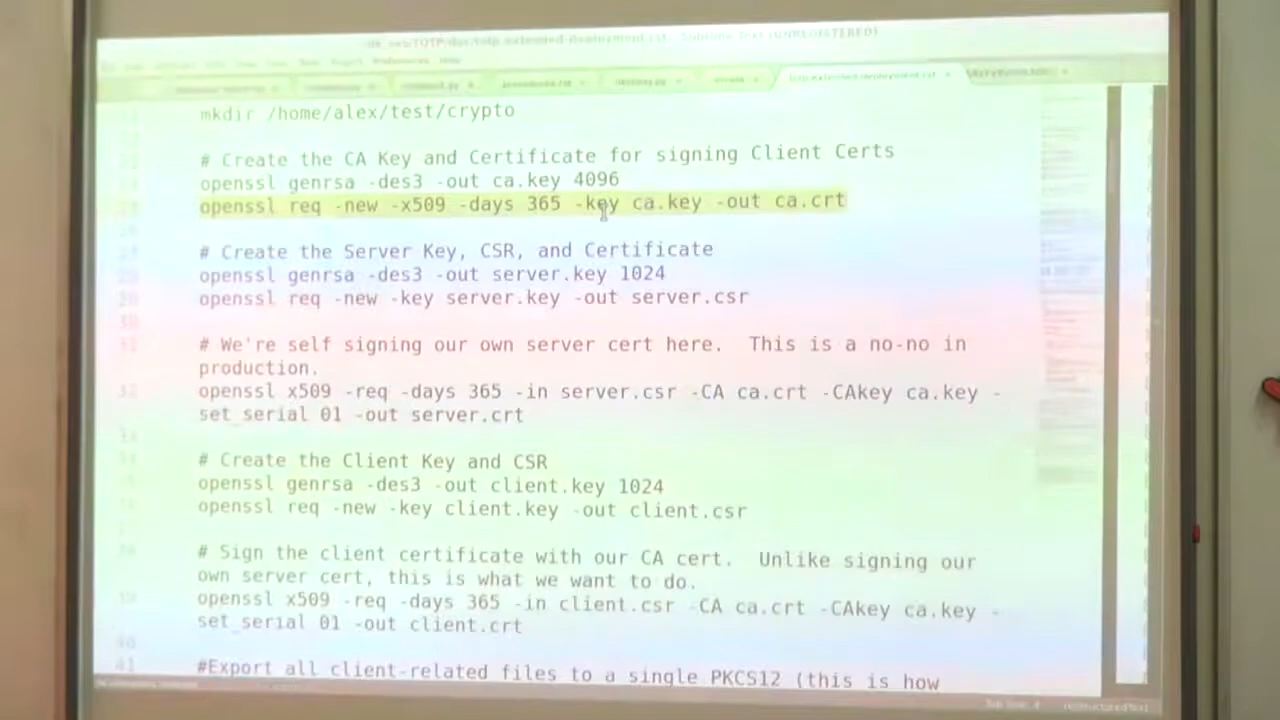 mkdir /home/alex/test/crypto
# Create the CA Key and Certificate for signing Client Certs
openssl genrsa -des3 -out ca.key 4096
openssl req -new -x509 -days 365 -key ca.key -out ca.crt
# Create the Server Key, CSR, and Certificate
openssl genrsa -des3 -out server.key 1024
openssl req -new -key server.key -out server.csr
# We're self signing our own server cert here.  This is a no-no in
production.
openssl x509 -req -days 365 -in server.csr -CA ca.crt -CAkey ca.key -
set_serial 01 -out server.crt
# Create the Client Key and CSR
openssl genrsa -des3 -out client.key 1024
openssl req -new -key client.key -out client.csr
# Sign the client certificate with our CA cert.  Unlike signing our
own server cert, this is what we want to do.
openssl x509 -req -days 365 -in client.csr -CA ca.crt -CAkey ca.key -
set_serial 01 -out client.crt
41 #Export all client-related files to a single PKCS12 (this is how